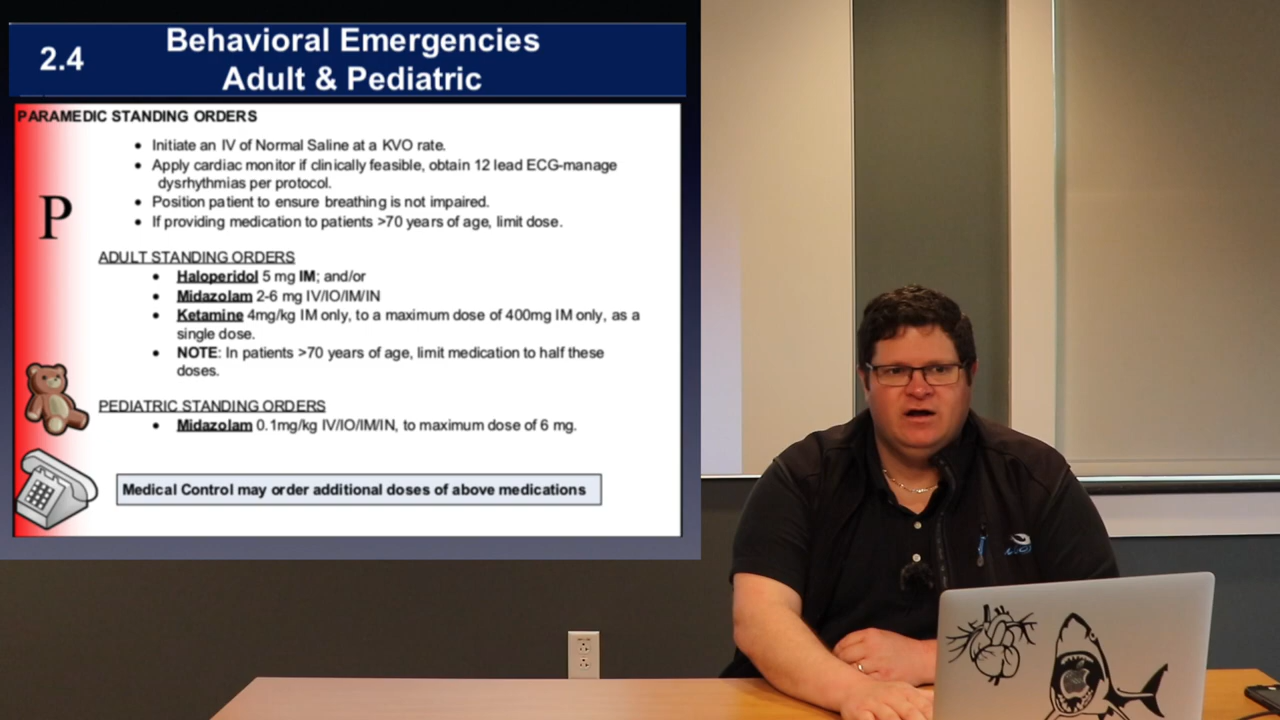 2.4
Behavioral Emergencies
Adult & Pediatric
PARAMEDIC STANDING ORDERS
P
• Initiate an IV of Normal Saline at a KVO rate.
• Apply cardiac monitor if clinically feasible, obtain 12 lead ECG-manage
dysrhythmias per protocol.
• Position patient to ensure breathing is not impaired.
• If providing medication to patients >70 years of age, limit dose.
ADULT STANDING ORDERS
• Haloperidol 5 mg IM; and/or
• Midazolam 2-6 mg IV/IO/IM/IN
• Ketamine 4mg/kg IM only, to a maximum dose of 400mg IM only, as a
single dose.
• NOTE: In patients >70 years of age, limit medication to half these
doses.
PEDIATRIC STANDING ORDERS
• Midazolam 0.1mg/kg IV/IO/IM/IN, to maximum dose of 6 mg.
Medical Control may order additional doses of above medications